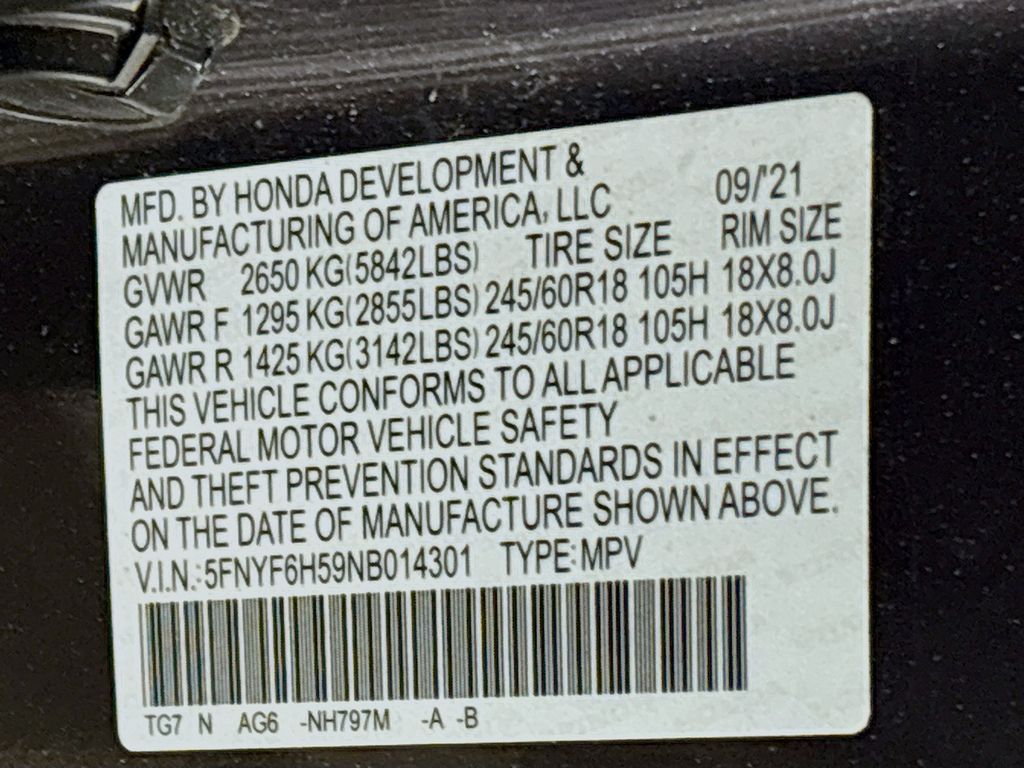 MFD. BY HONDA DEVELOPMENT &
MANUFACTURING OF AMERICA, LLC 09/'21
GVWR 2650 KG(5842LBS) TIRE SIZE RIM SIZE
GAWR F 1295 KG(2855LBS) 245/60R18 105H 18X8.0J
GAWR R 1425 KG(3142LBS) 245/60R18 105H 18X8.0J
THIS VEHICLE CONFORMS TO ALL APPLICABLE
FEDERAL MOTOR VEHICLE SAFETY
AND THEFT PREVENTION STANDARDS IN EFFECT
ON THE DATE OF MANUFACTURE SHOWN ABOVE.
V.I.N.: 5FNYF6H59NB014301 TYPE: MPV
TG7 N AG6 -NH797M -A -B